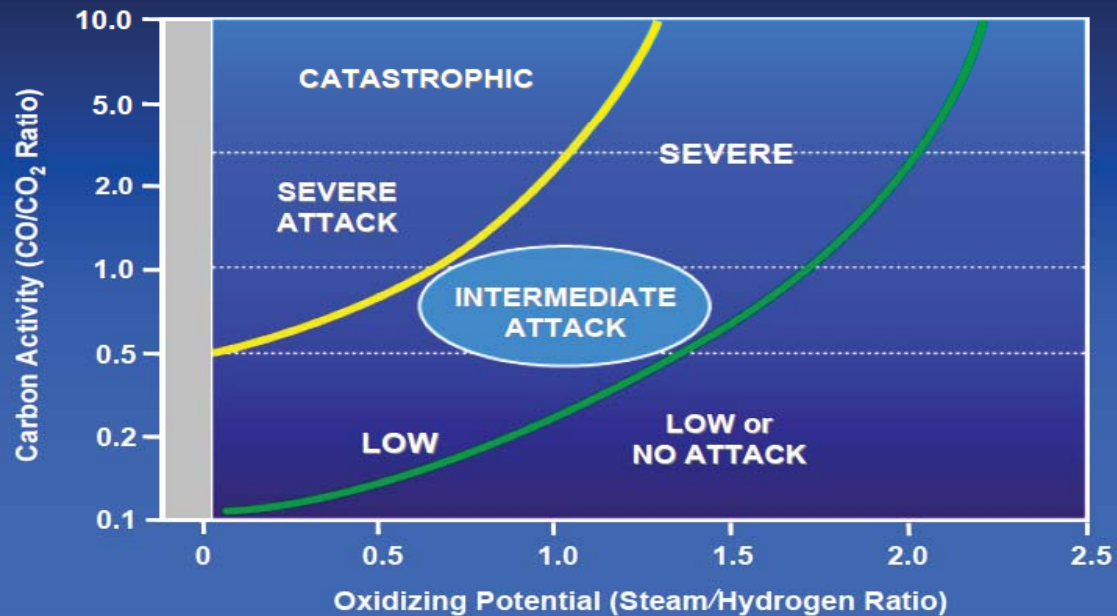 10.0
5.0
2.0
1.0
0.5
0.2
0.1
Carbon Activity (CO/CO₂ Ratio)
CATASTROPHIC
SEVERE
SEVERE
ATTACK
INTERMEDIATE
ATTACK
LOW
LOW or
NO ATTACK
0 0.5 1.0 1.5 2.0 2.5
Oxidizing Potential (Steam/Hydrogen Ratio)